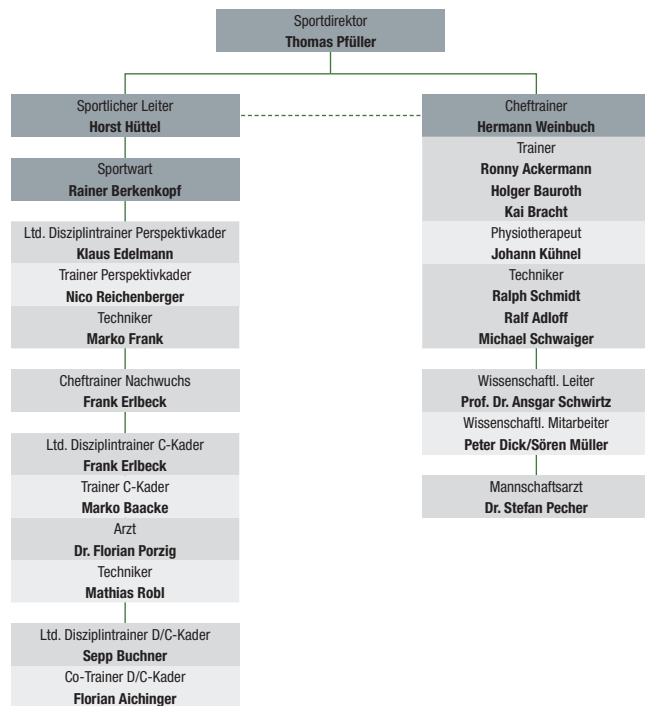 Sportdirektor
Thomas Pfüller
Sportlicher Leiter
Horst Hüttel
Sportwart
Rainer Berkenkopf
Ltd. Disziplintrainer Perspektivkader
Klaus Edelmann
Trainer Perspektivkader
Nico Reichenberger
Techniker
Marko Frank
Cheftrainer Nachwuchs
Frank Erlbeck
Ltd. Disziplintrainer C-Kader
Frank Erlbeck
Trainer C-Kader
Marko Baacke
Arzt
Dr. Florian Porzig
Techniker
Mathias Robl
Ltd. Disziplintrainer D/C-Kader
Sepp Buchner
Co-Trainer D/C-Kader
Florian Aichinger
Cheftrainer
Hermann Weinbuch
Trainer
Ronny Ackermann
Holger Bauroth
Kai Bracht
Physiotherapeut
Johann Kühnel
Techniker
Ralph Schmidt
Ralf Adloff
Michael Schwaiger
Wissenschaftl. Leiter
Prof. Dr. Ansgar Schwirtz
Wissenschaftl. Mitarbeiter
Peter Dick/Sören Müller
Mannschaftsarzt
Dr. Stefan Pecher